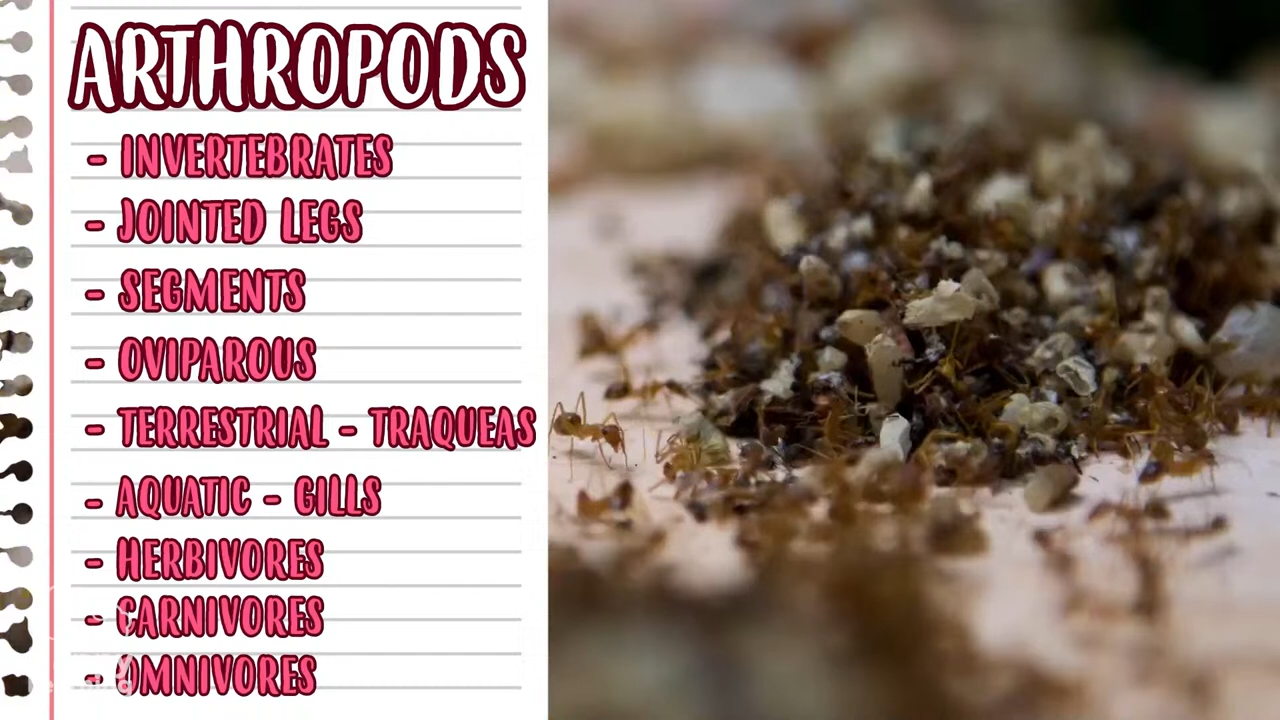 ARTHROPODS
- INVERTEBRATES
- JOINTED LEGS
- SEGMENTS
- OVIPAROUS
- TERRESTRIAL - TRAQUEAS
- AQUATIC - GILLS
- HERBIVORES
- CARNIVORES
- OMNIVORES